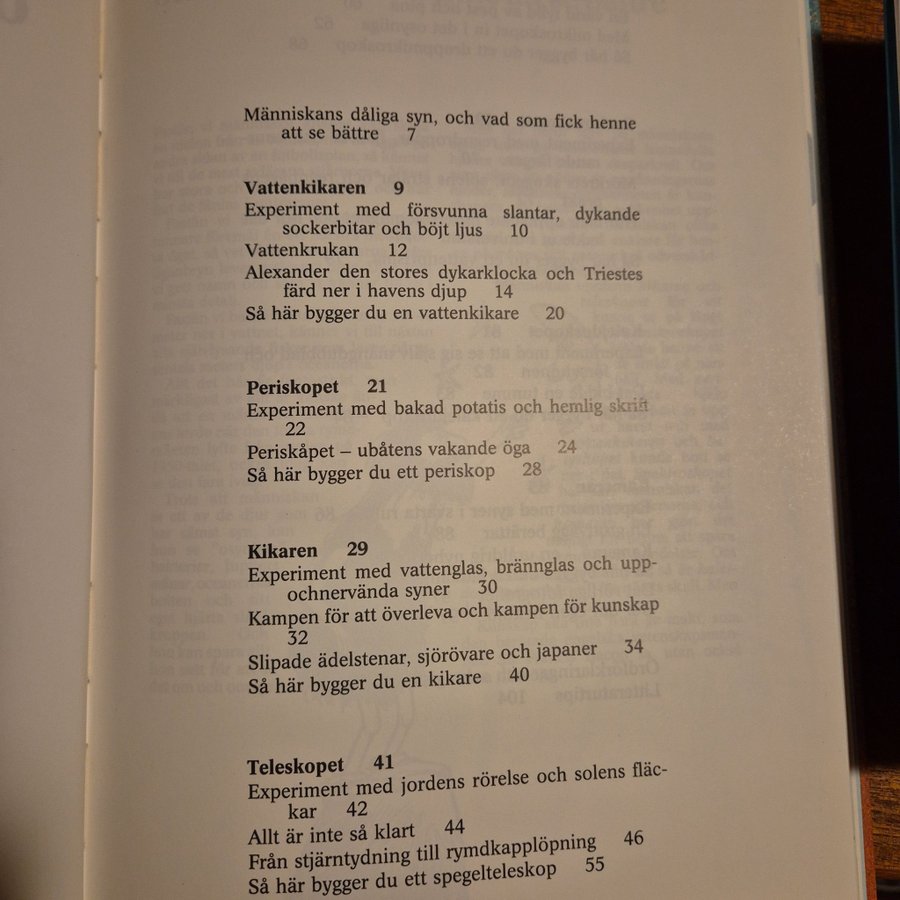 Människans dåliga syn, och vad som fick henne
att se bättre 7
Vattenkikaren 9
Experiment med försvunna slantar, dykande
sockerbitar och böjt ljus 10
Vattenkrukan 12
Alexander den stores dykarklocka och Triestes
färd ner i havens djup 14
Så här bygger du en vattenkikare 20
Periskopet 21
Experiment med bakad potatis och hemlig skrift
22
Periskåpet – ubåtens vakande öga 24
Så här bygger du ett periskop 28
Kikaren 29
Experiment med vattenglas, brännglas och upp-
ochnervända syner 30
Kampen för att överleva och kampen för kunskap
32
Slipade ädelstenar, sjörövare och japaner 34
Så här bygger du en kikare 40
Teleskopet 41
Experiment med jordens rörelse och solens fläc-
kar 42
Allt är inte så klart 44
Från stjärntydning till rymdkapplöpning 46
Så här bygger du ett spegelteleskop 55